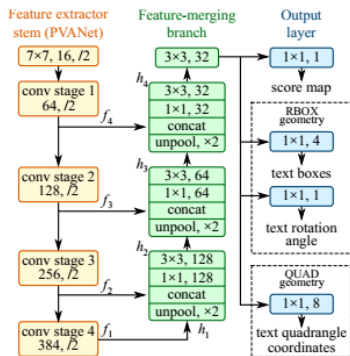 Feature extractor
stem (PVANet)
7×7, 16, /2
conv stage 1
64, /2
f4
conv stage 2
128, /2
f3
conv stage 3
256, /2
f2
conv stage 4
384, /2
f1
Feature-merging
branch
3×3, 32
h4
3×3, 32
1×1, 32
concat
unpool, ×2
h3
3×3, 64
1×1, 64
concat
unpool, ×2
h2
3×3, 128
1×1, 128
concat
unpool, ×2
h1
Output
layer
1×1, 1
score map
RBOX
geometry
1×1, 4
text boxes
1×1, 1
text rotation
angle
QUAD
geometry
1×1, 8
text quadrangle
coordinates